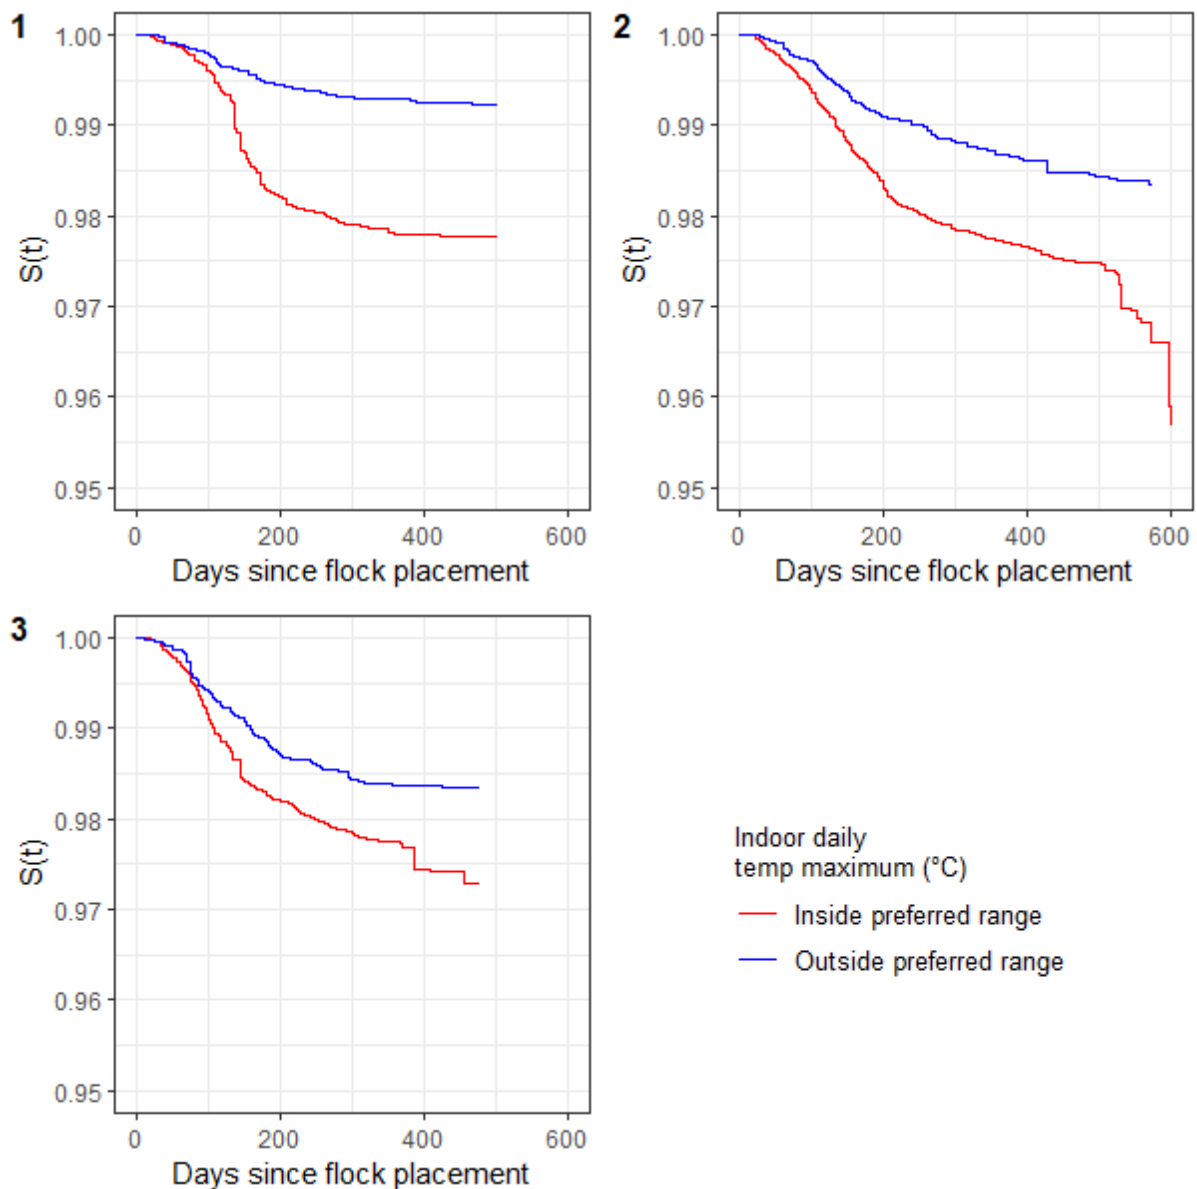 1
1.00
0.99
0.98
0.97
0.96
0.95
S(t)
0 200 400 600
Days since flock placement
2
1.00
0.99
0.98
0.97
0.96
0.95
S(t)
0 200 400 600
Days since flock placement
3
1.00
0.99
0.98
0.97
0.96
0.95
S(t)
0 200 400 600
Days since flock placement
Indoor daily
temp maximum (°C)
Inside preferred range
Outside preferred range